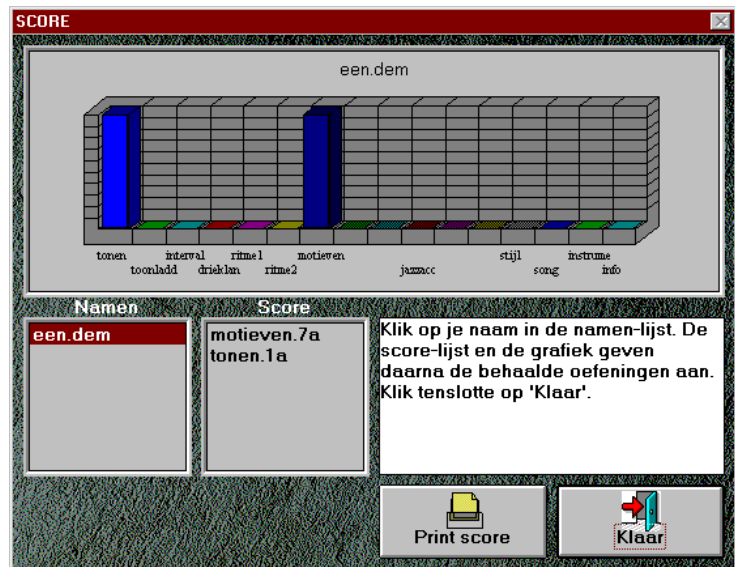 SCORE
een.dem
tonen interval ritme1 motieven stijl instrume
toonladd drieklan ritme2 jazzacc song info
Namen Score
een.dem
motieven.7a
tonen.1a
Klik op je naam in de namen-lijst. De
score-lijst en de grafiek geven
daarna de behaalde oefeningen aan.
Klik tenslotte op 'Klaar'.
Print score
Klaar